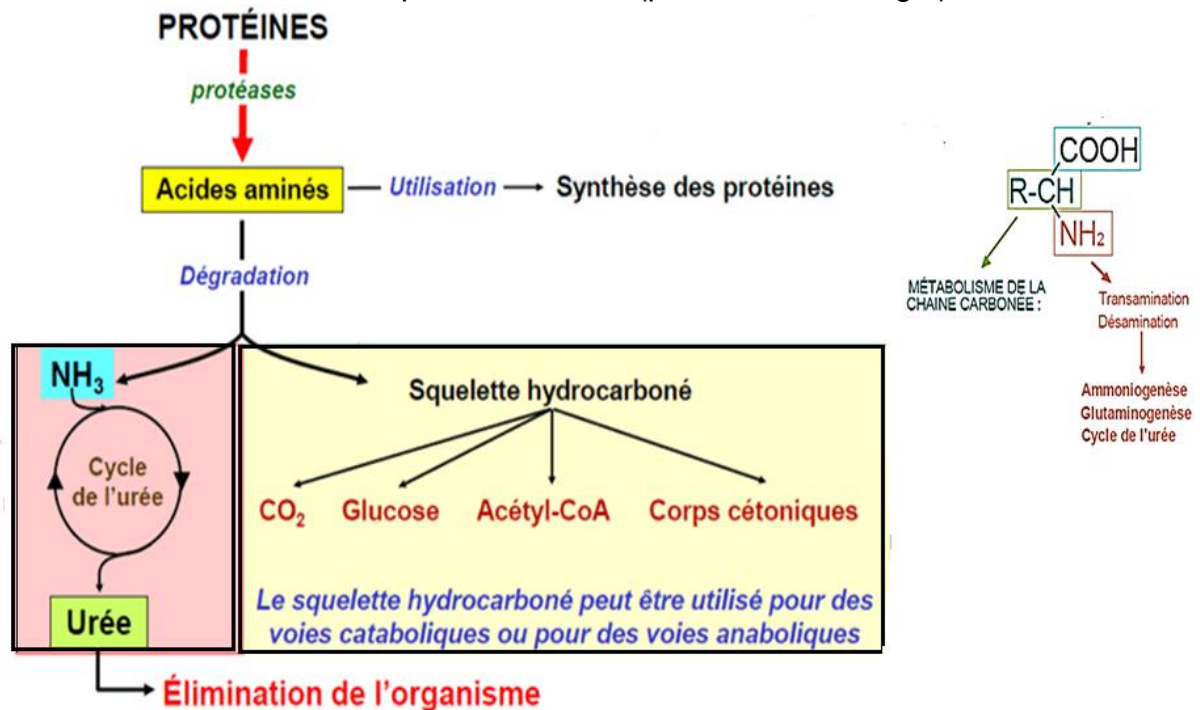 PROTÉINES
protéases
Acides aminés
Utilisation
Synthèse des protéines
Dégradation
NH₃
Cycle
de l'urée
Urée
Élimination de l'organisme
Squelette hydrocarboné
CO₂
Glucose
Acétyl-CoA
Corps cétoniques
Le squelette hydrocarboné peut être utilisé pour des
voies cataboliques ou pour des voies anaboliques
COOH
R-CH
NH₂
MÉTABOLISME DE LA
CHAINE CARBONÉE :
Transamination
Désamination
Ammoniogenèse
Glutaminogenèse
Cycle de l'urée